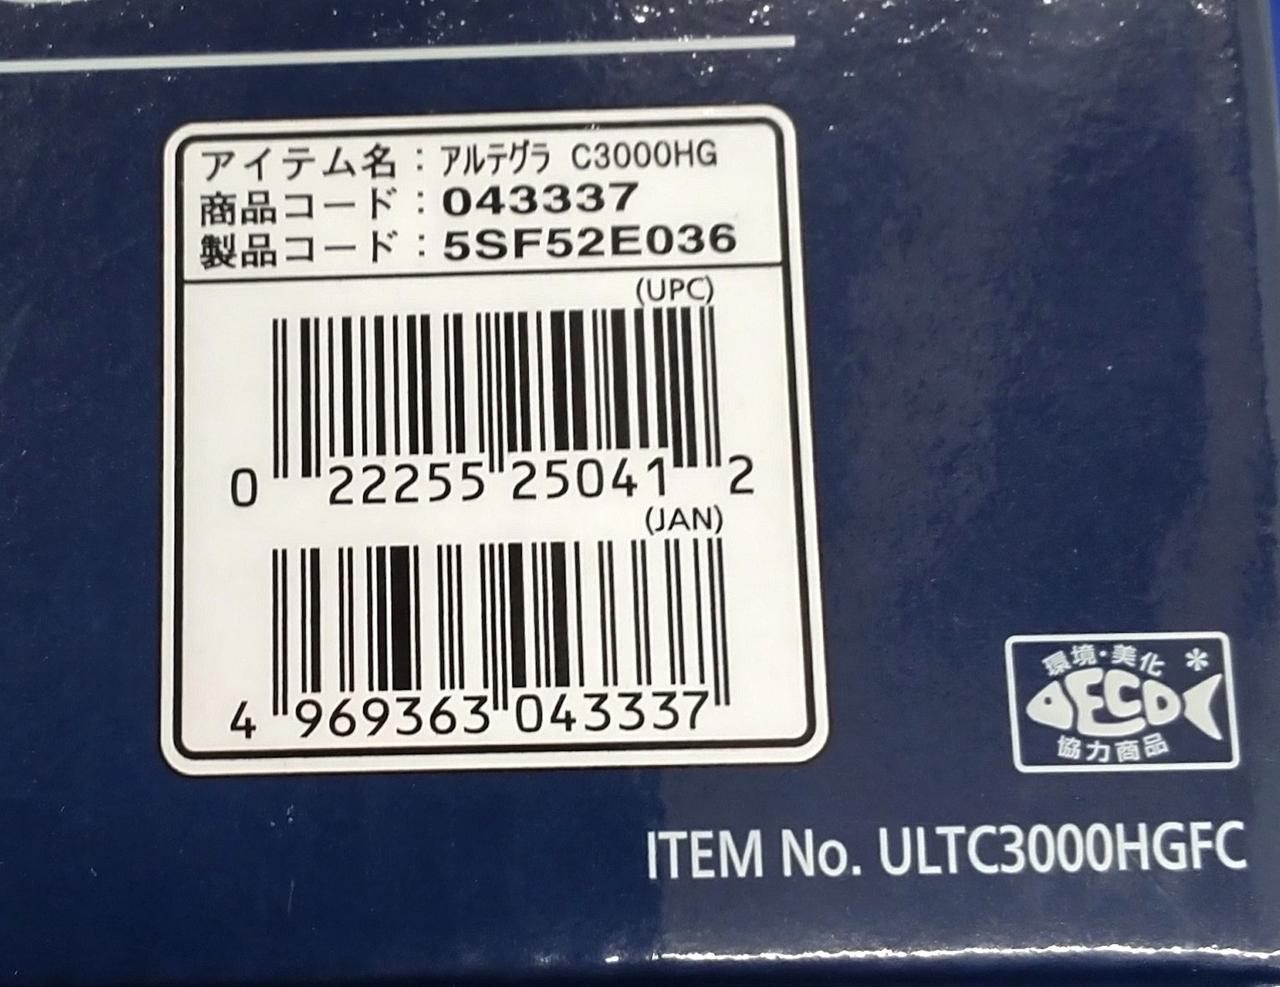 アイテム名：アルテグラ C3000HG
商品コード：043337
製品コード：5SF52E036
(UPC)
0 22255 25041 2
(JAN)
4 969363 043337
環境・美化 *
ECO
協力商品
ITEM No. ULTC3000HGFC